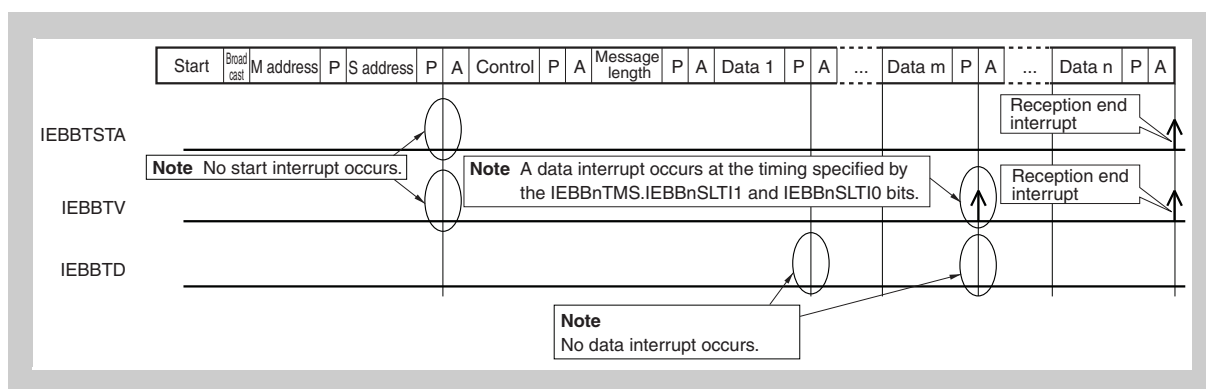 Start Broad cast M address P S address P A Control P A Message length P A Data 1 P A ... Data m P A ... Data n P A
Reception end
interrupt
IEBBTSTA
Note No start interrupt occurs.
Note A data interrupt occurs at the timing specified by
the IEBBnTMS.IEBBnSLTI1 and IEBBnSLTI0 bits.
Reception end
interrupt
IEBBTV
IEBBTD
Note
No data interrupt occurs.